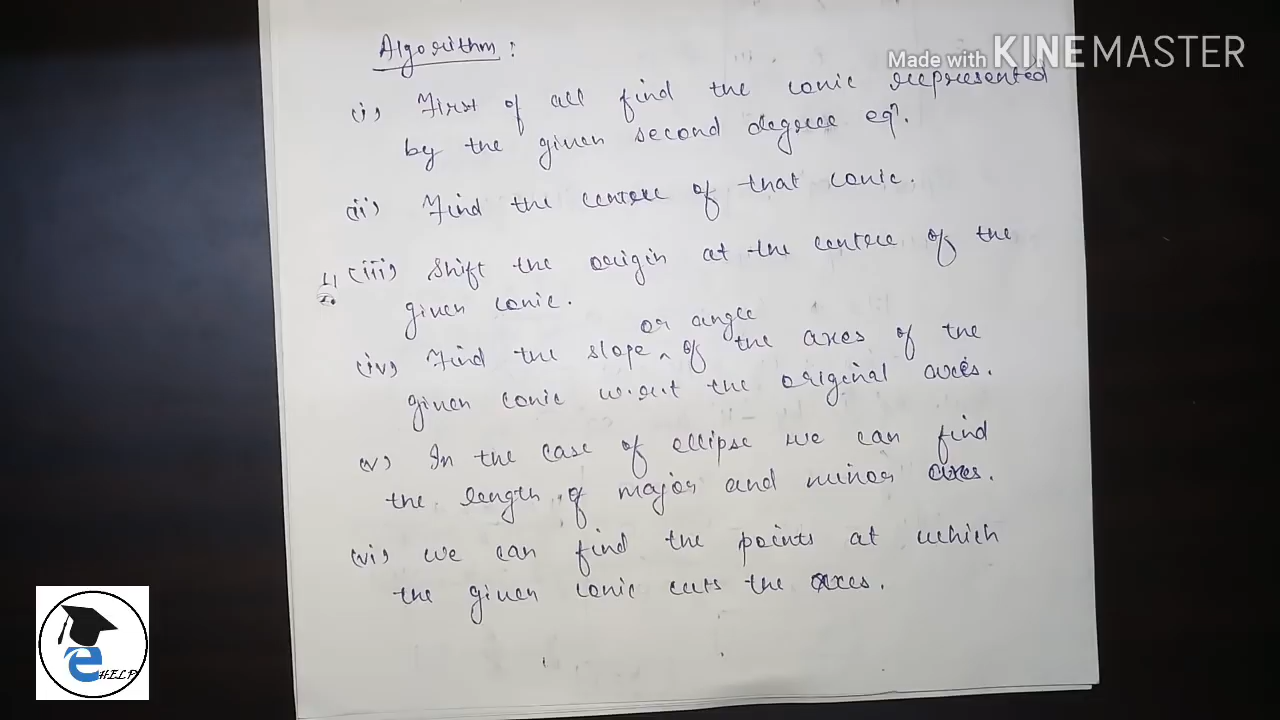 Made with KINEMASTER
Algorithm :
(i) First of all find the conic represented
by the given second degree eqn.
(ii) Find the centre of that conic.
(iii) Shift the origin at the centre of the
given conic.
or angle
(iv) Find the slope ^ of the axes of the
given conic w.r.t the original axes.
(v) In the case of ellipse we can find
the length of major and minor axes.
(vi) we can find the points at which
the given conic cuts the axes.
e HELP